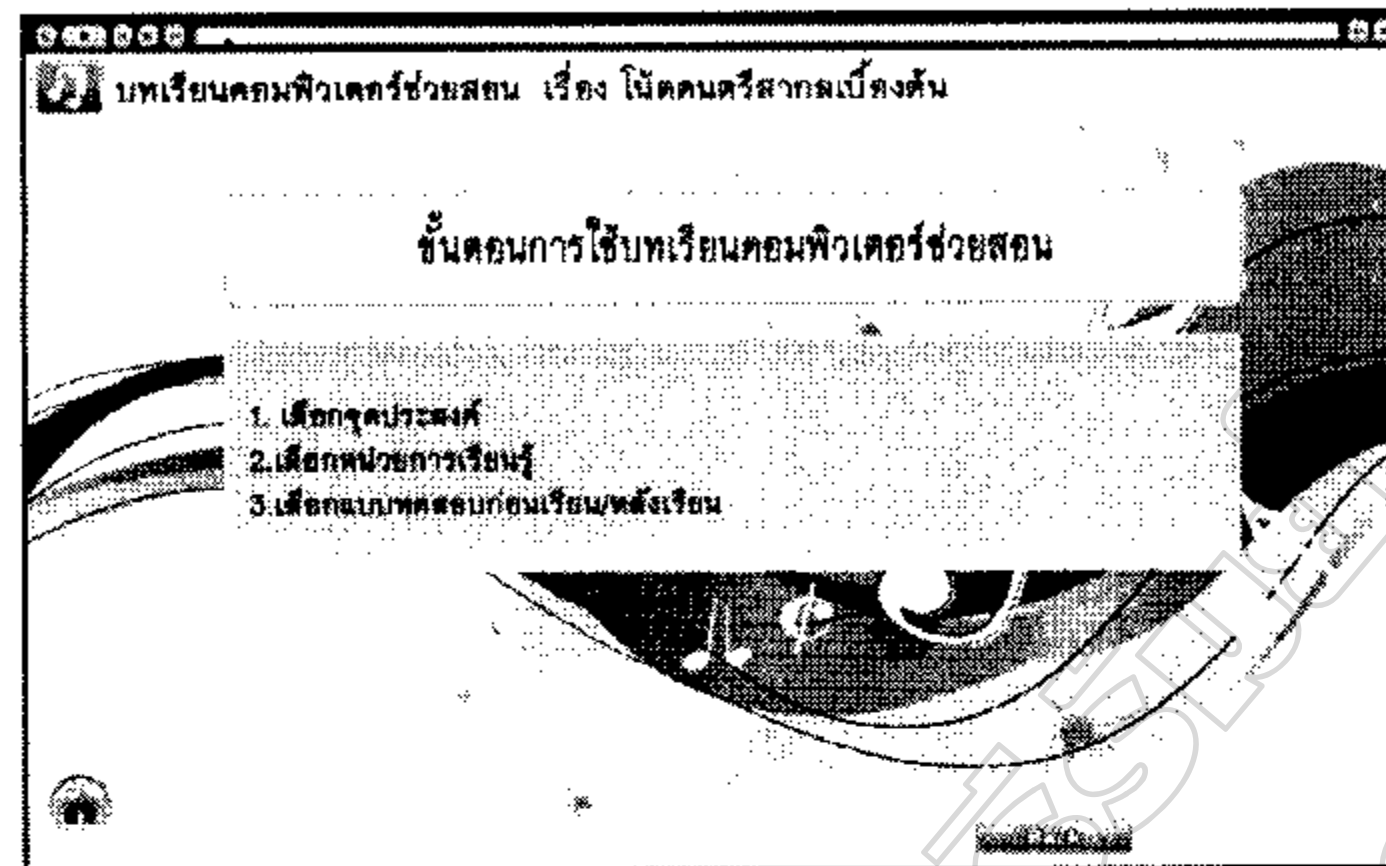 บทเรียนคอมพิวเตอร์ช่วยสอน เรื่อง โน้ตดนตรีสากลเบื้องต้น
ขั้นตอนการใช้บทเรียนคอมพิวเตอร์ช่วยสอน
1. เลือกจุดประสงค์
2.เลือกหน่วยการเรียนรู้
3.เลือกแบบทดสอบก่อนเรียน/หลังเรียน